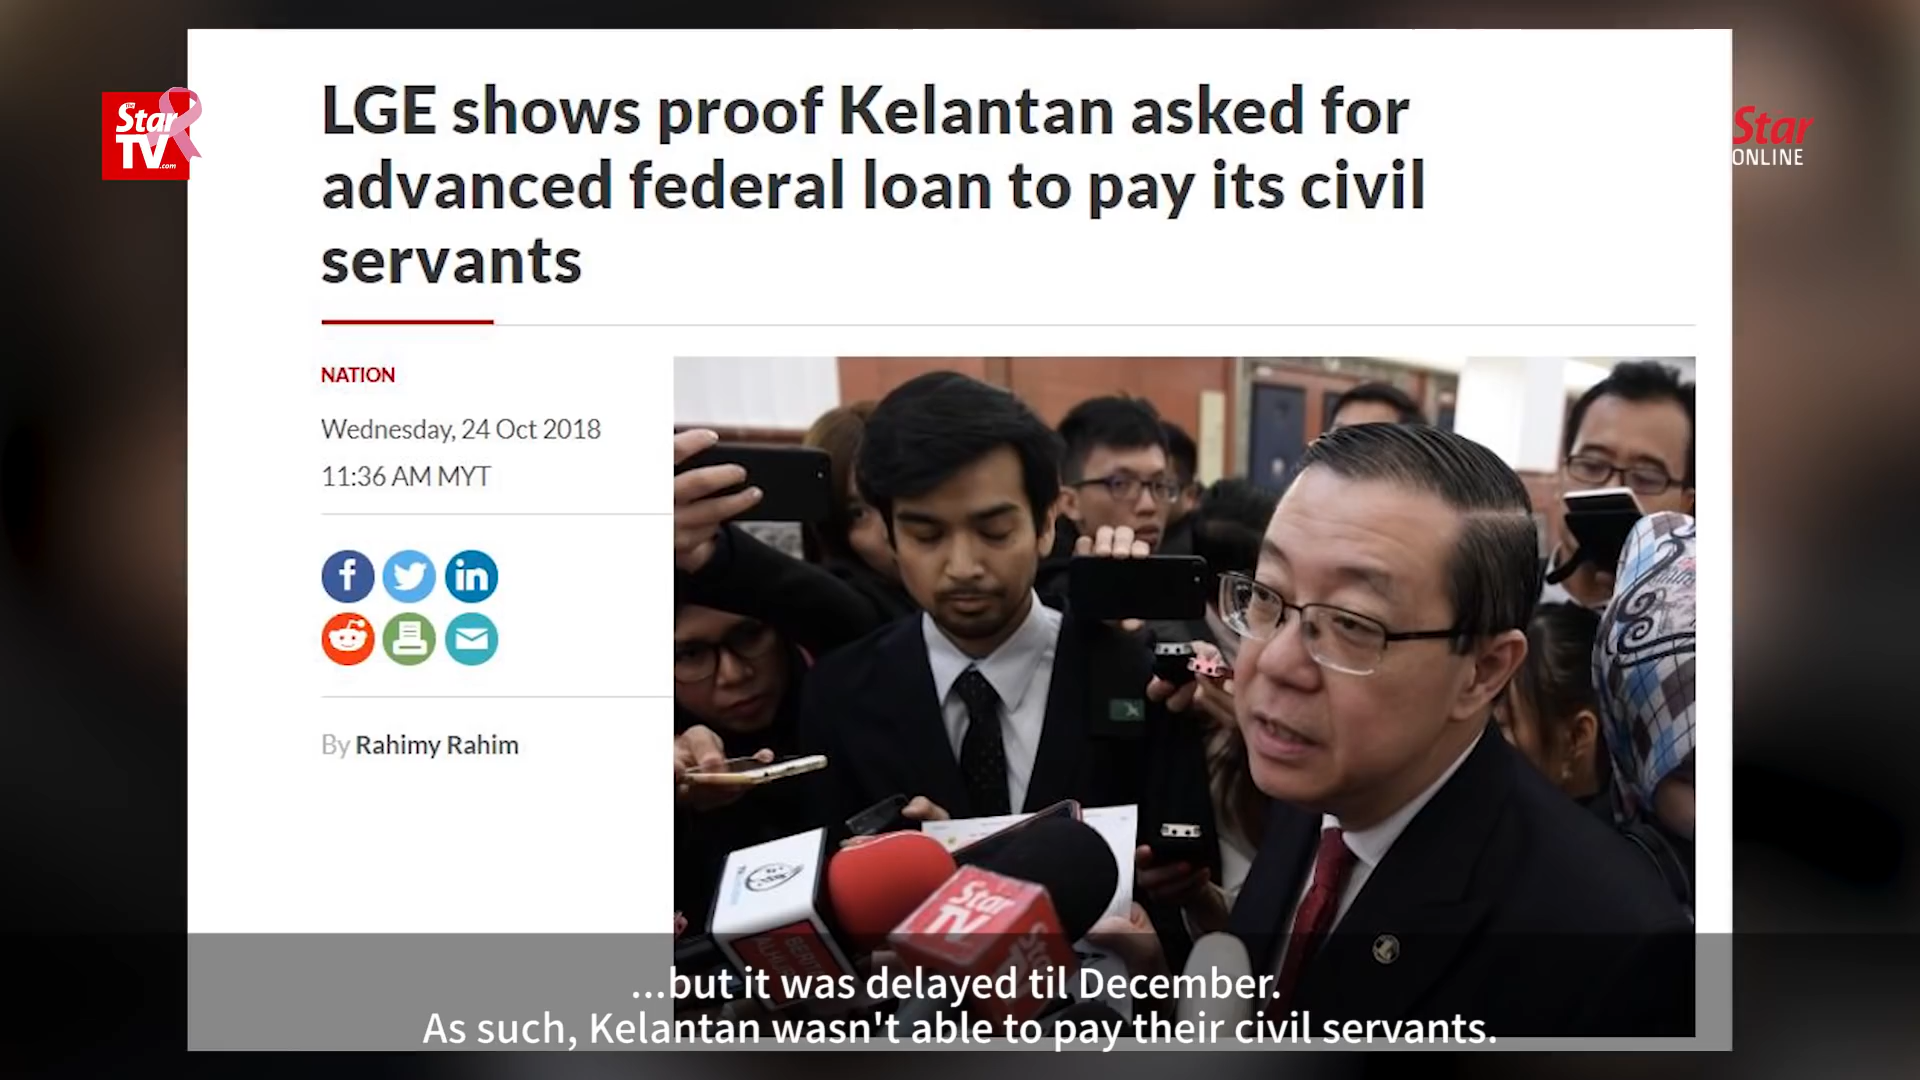 The
Star
TV
.com
Star
ONLINE
LGE shows proof Kelantan asked for
advanced federal loan to pay its civil
servants
NATION
Wednesday, 24 Oct 2018
11:36 AM MYT
By Rahimy Rahim
Star
TV
...but it was delayed til December.
As such, Kelantan wasn't able to pay their civil servants.